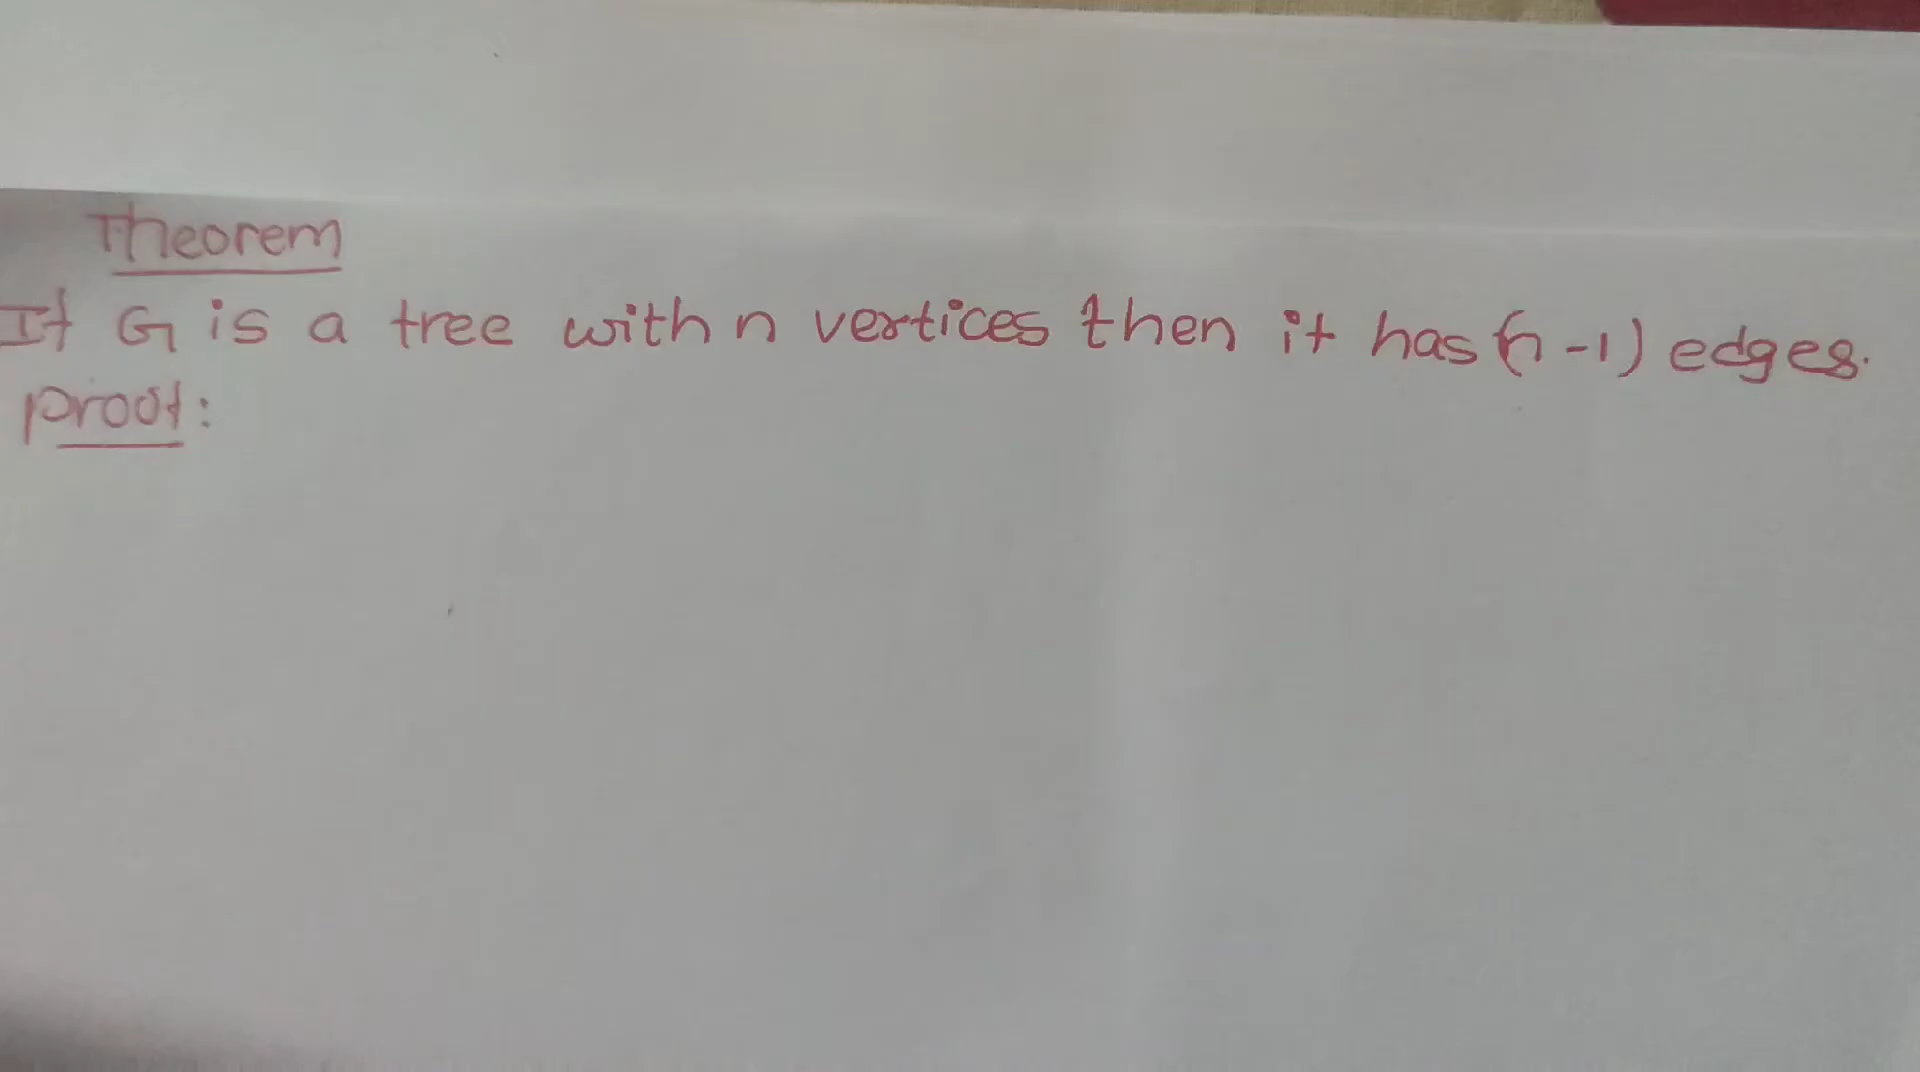 Theorem
If G is a tree with n vertices then it has (n-1) edges.
proof: